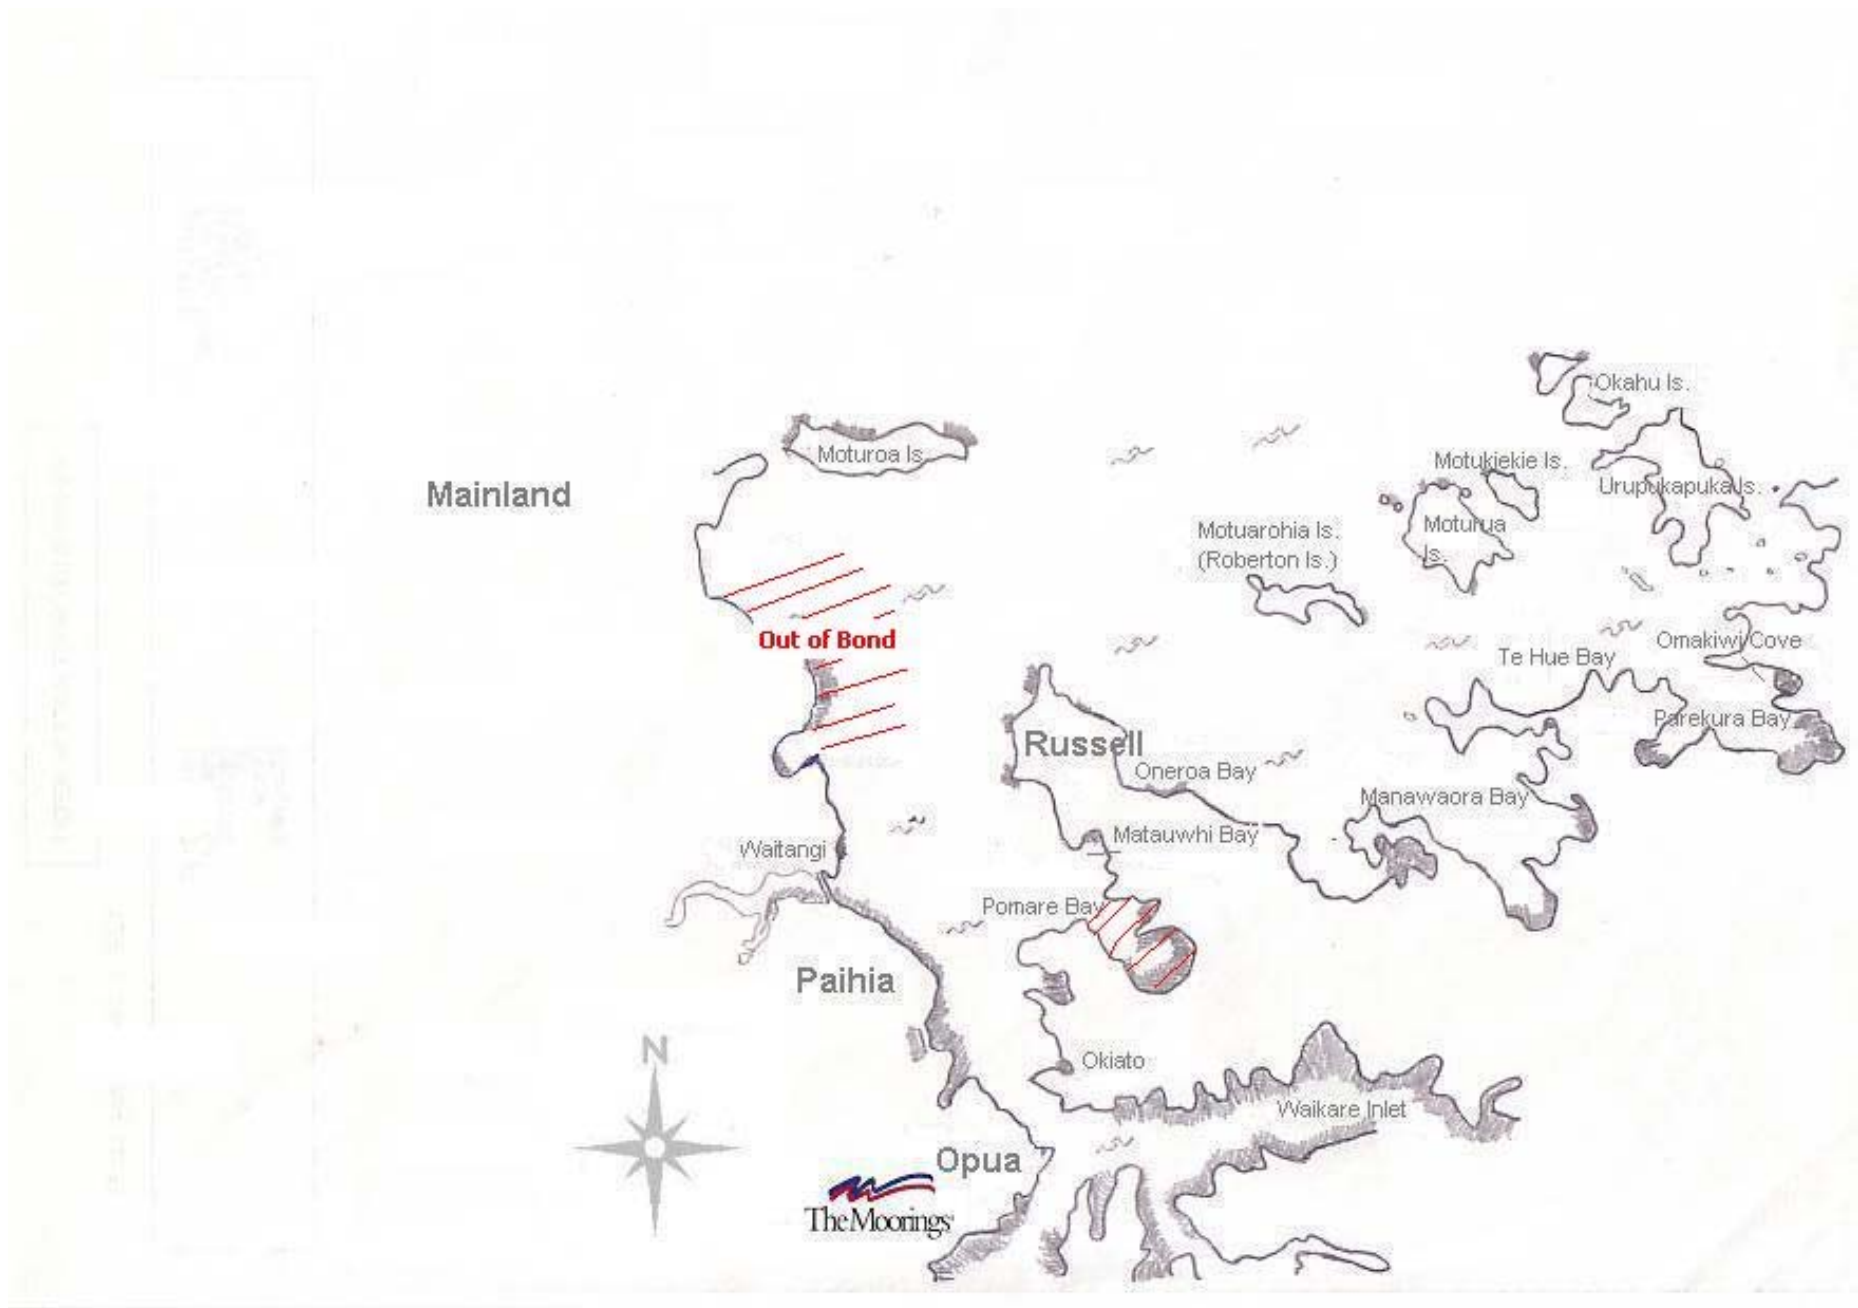 Okahu Is.
Moturoa Is.
Motukiekie Is.
Mainland
Urupukapuka Is.
Motuarohia Is.
(Roberton Is.)
Moturua
Is.
Out of Bond
Omakiwi Cove
Te Hue Bay
Parekura Bay
Russell
Oneroa Bay
Manawaora Bay
Matauwhi Bay
Waitangi
Pomare Bay
Paihia
N
Okiato
Waikare Inlet
Opua
The Moorings